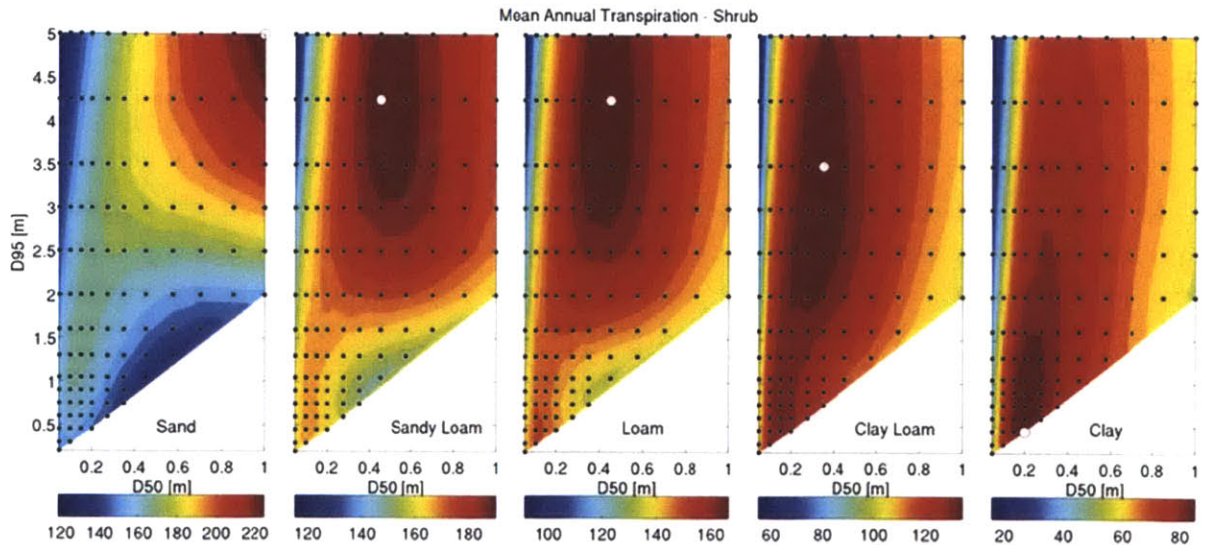 Mean Annual Transpiration - Shrub
D95 [m]
5
4.5
4
3.5
3
2.5
2
1.5
1
0.5
Sand
Sandy Loam
Loam
Clay Loam
Clay
0.2 0.4 0.6 0.8 1
0.2 0.4 0.6 0.8 1
0.2 0.4 0.6 0.8 1
0.2 0.4 0.6 0.8 1
0.2 0.4 0.6 0.8 1
D50 [m]
D50 [m]
D50 [m]
D50 [m]
D50 [m]
120 140 160 180 200 220
120 140 160 180
100 120 140 160
60 80 100 120
20 40 60 80